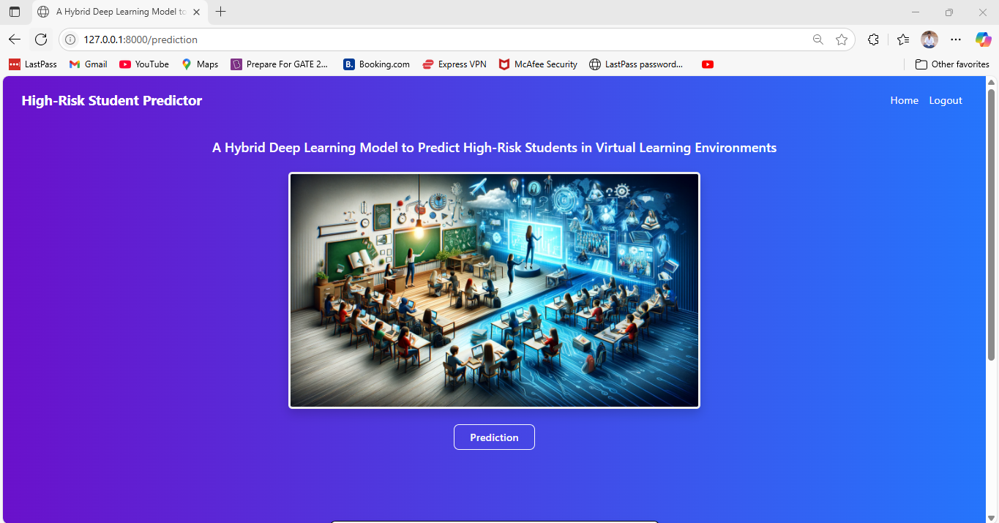 A Hybrid Deep Learning Model to
127.0.0.1:8000/prediction
LastPass
Gmail
YouTube
Maps
Prepare For GATE 2...
B.
Booking.com
Express VPN
McAfee Security
LastPass password...
Other favorites
High-Risk Student Predictor
Home
Logout
A Hybrid Deep Learning Model to Predict High-Risk Students in Virtual Learning Environments
Prediction